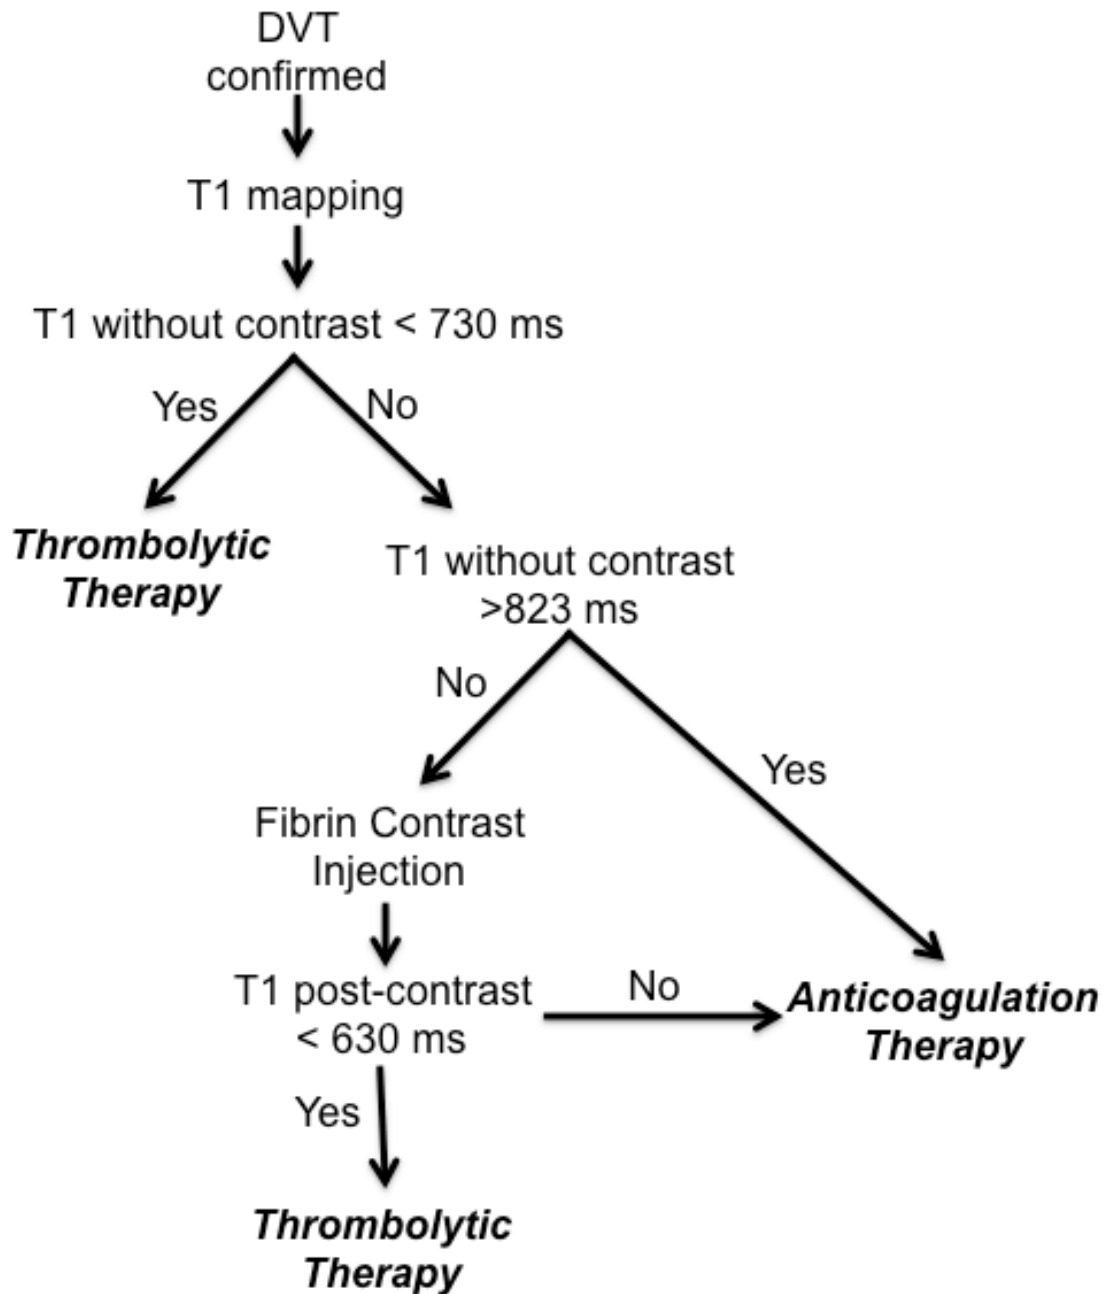 DVT
confirmed
T1 mapping
T1 without contrast < 730 ms
Yes
No
Thrombolytic
Therapy
T1 without contrast
>823 ms
No
Yes
Fibrin Contrast
Injection
T1 post-contrast
< 630 ms
No
Anticoagulation
Therapy
Yes
Thrombolytic
Therapy